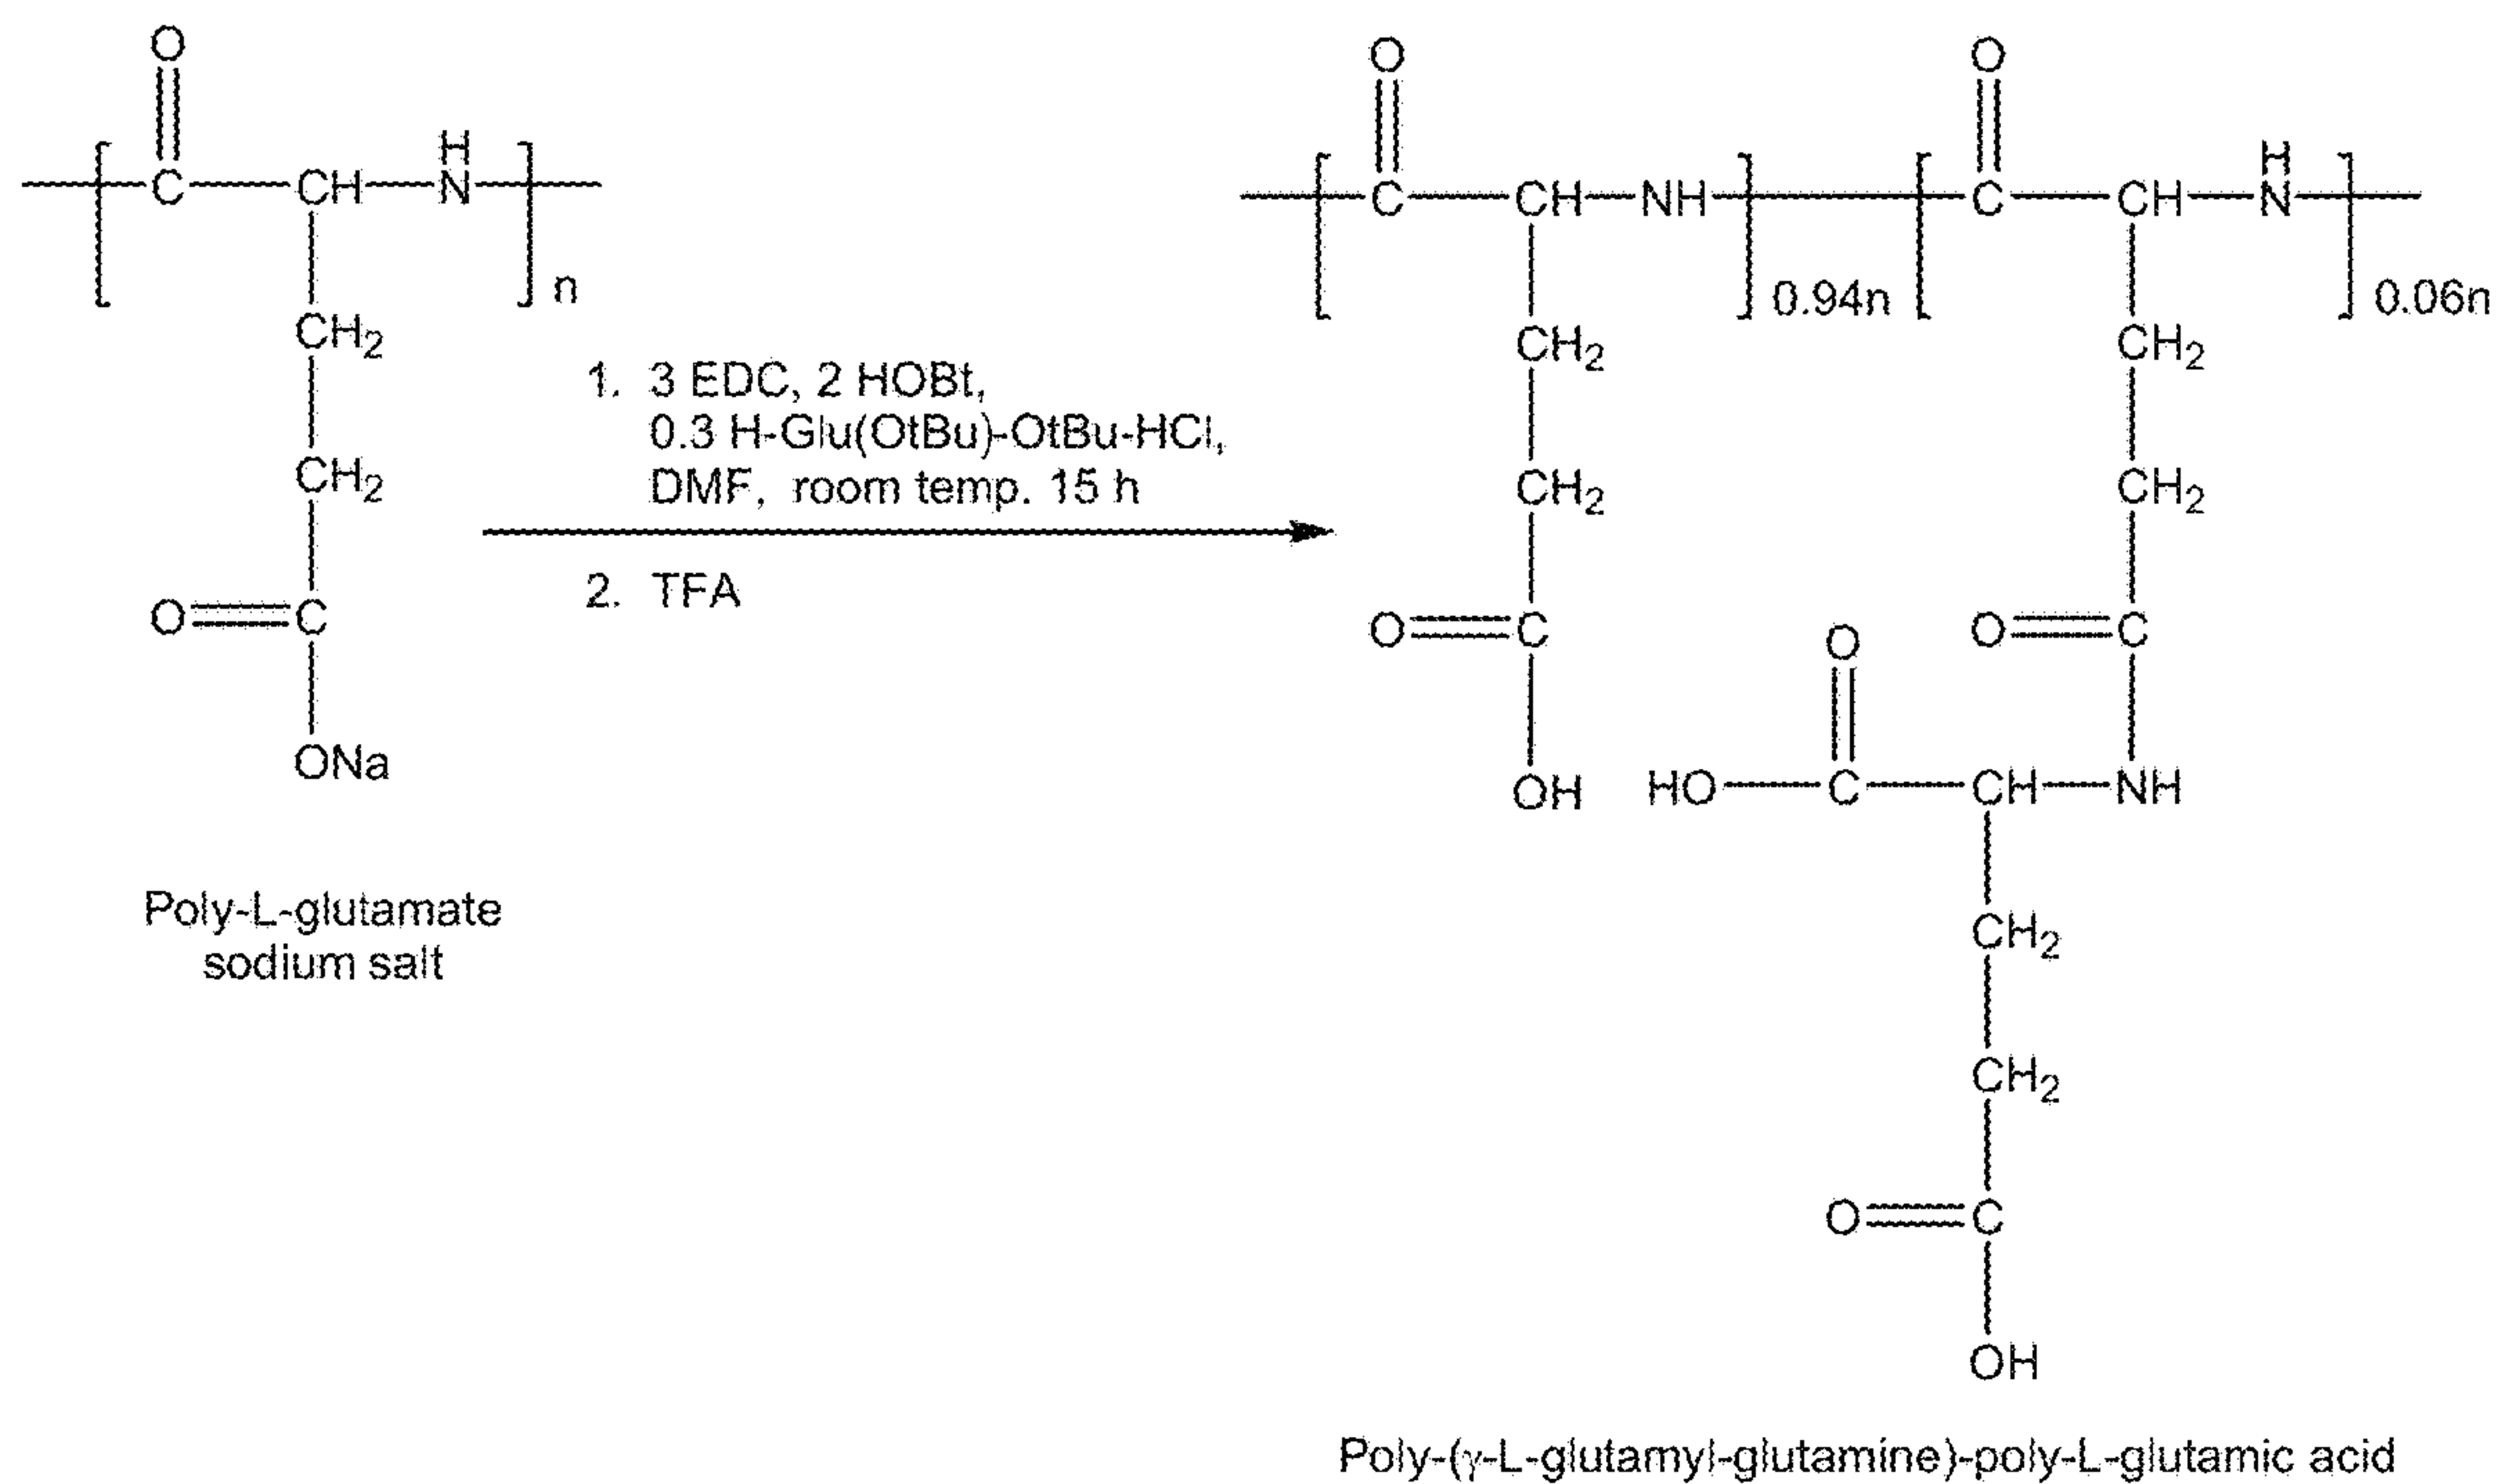 O
C CH H N
n
CH2
CH2
O C
ONa
Poly-L-glutamate
sodium salt
1. 3 EDC, 2 HOBt,
0.3 H-Glu(OtBu)-OtBu-HCl,
DMF, room temp. 15 h
2. TFA
O O
C CH NH C CH H N
0.94n 0.06n
CH2 CH2
CH2 CH2
O C O O C
OH HO C CH NH
CH2
CH2
O C
OH
Poly-(γ-L-glutamyl-glutamine)-poly-L-glutamic acid